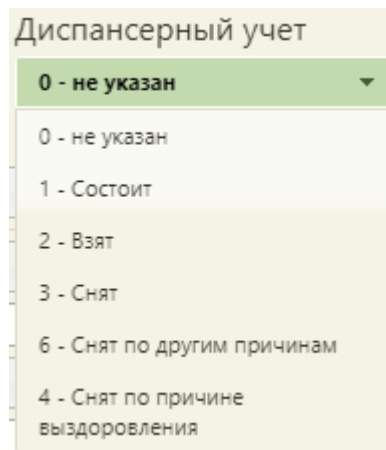 Диспансерный учет
0 - не указан
0 - не указан
1 - Состоит
2 - Взят
3 - Снят
6 - Снят по другим причинам
4 - Снят по причине
выздоровления